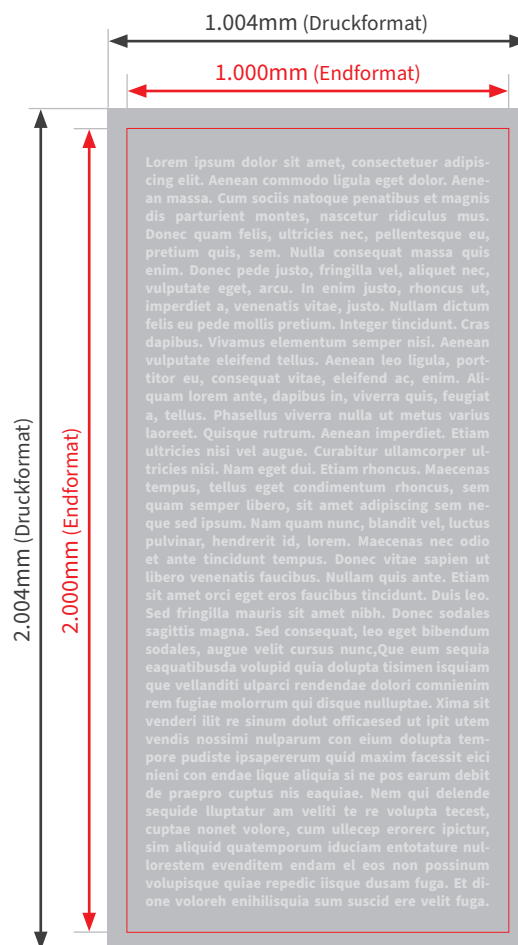 1.004mm (Druckformat)
1.000mm (Endformat)
2.004mm (Druckformat)
2.000mm (Endformat)
Lorem ipsum dolor sit amet, consectetuer adipis-
cing elit. Aenean commodo ligula eget dolor. Aene-
an massa. Cum sociis natoque penatibus et magnis
dis parturient montes, nascetur ridiculus mus.
Donec quam felis, ultricies nec, pellentesque eu,
pretium quis, sem. Nulla consequat massa quis
enim. Donec pede justo, fringilla vel, aliquet nec,
vulputate eget, arcu. In enim justo, rhoncus ut,
imperdiet a, venenatis vitae, justo. Nullam dictum
felis eu pede mollis pretium. Integer tincidunt. Cras
dapibus. Vivamus elementum semper nisi. Aenean
vulputate eleifend tellus. Aenean leo ligula, port-
titor eu, consequat vitae, eleifend ac, enim. Ali-
quam lorem ante, dapibus in, viverra quis, feugiat
a, tellus. Phasellus viverra nulla ut metus varius
laoreet. Quisque rutrum. Aenean imperdiet. Etiam
ultricies nisi vel augue. Curabitur ullamcorper ul-
tricies nisi. Nam eget dui. Etiam rhoncus. Maecenas
tempus, tellus eget condimentum rhoncus, sem
quam semper libero, sit amet adipiscing sem ne-
que sed ipsum. Nam quam nunc, blandit vel, luctus
pulvinar, hendrerit id, lorem. Maecenas nec odio
et ante tincidunt tempus. Donec vitae sapien ut
libero venenatis faucibus. Nullam quis ante. Etiam
sit amet orci eget eros faucibus tincidunt. Duis leo.
Sed fringilla mauris sit amet nibh. Donec sodales
sagittis magna. Sed consequat, leo eget bibendum
sodales, augue velit cursus nunc,Que eum sequia
eaquatibusda volupid quia dolupta tisimen isquiam
que vellanditi ulparci rendendae dolori comnienim
rem fugiae molorrum qui disque nulluptae. Xima sit
venderi ilit re sinum dolut officaesed ut ipit utem
vendis nossimi nulparum con eium dolupta tem-
pore pudiste ipsapererum quid maxim facessit eici
nieni con endae lique aliquia si ne pos earum debit
de praepro cuptus nis eaquiae. Nem qui delende
sequide lluptatur am veliti te re volupta tecest,
cuptae nonet volore, cum ullecep erorerc ipictur,
sim aliquid quatemporum iduciam entotature nul-
lorestem evenditem endam el eos non possinum
volupisque quiae repedic iisque dusam fuga. Et di-
one voloreh enihilisquia sum suscid ere velit fuga.